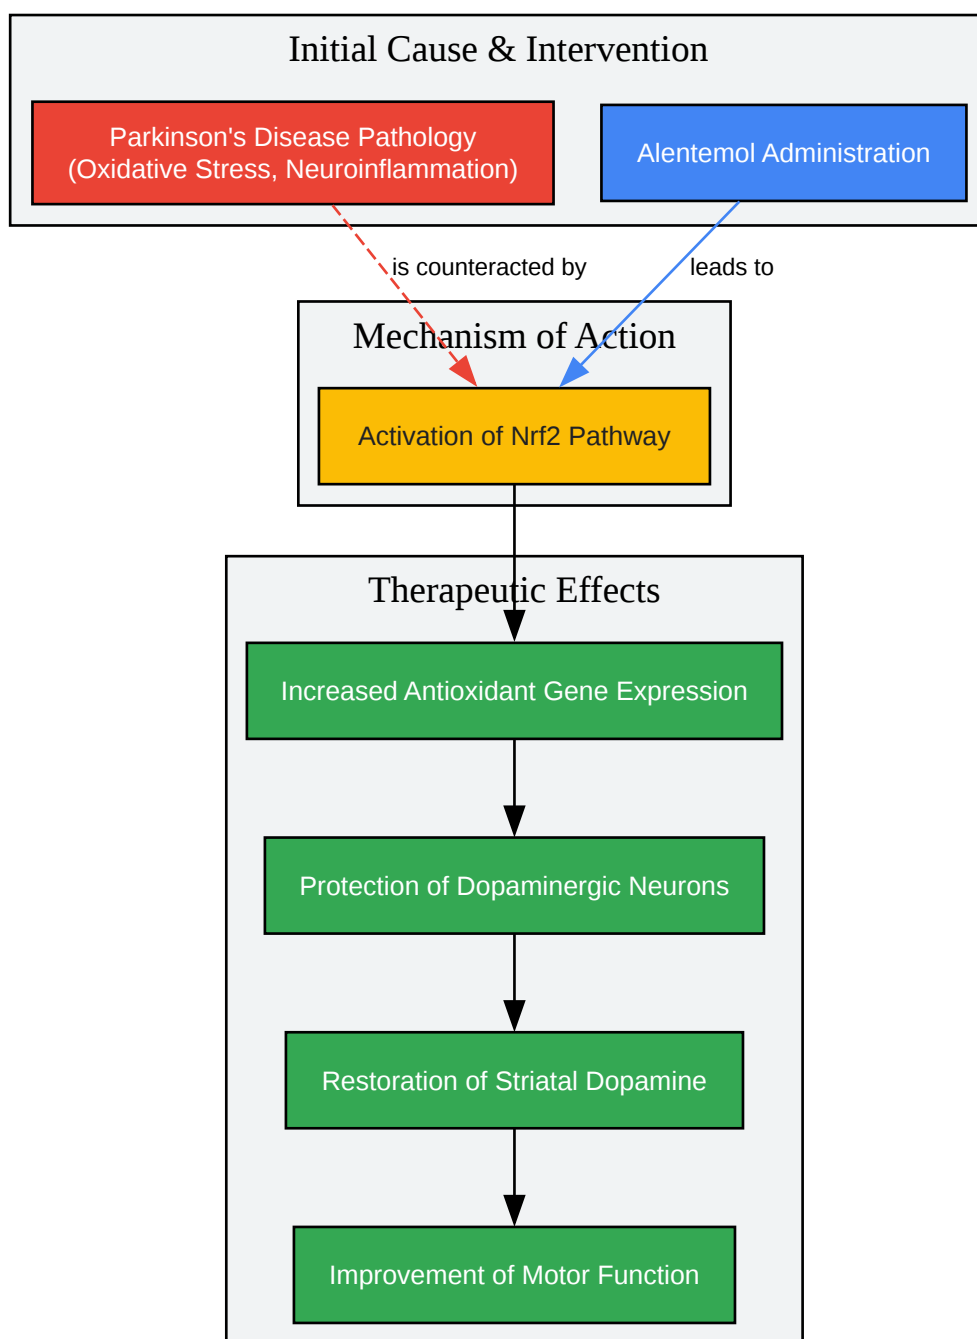 Initial Cause & Intervention
Parkinson's Disease Pathology
(Oxidative Stress, Neuroinflammation)
Alentemol Administration
is counteracted by
leads to
Mechanism of Action
Activation of Nrf2 Pathway
Therapeutic Effects
Increased Antioxidant Gene Expression
Protection of Dopaminergic Neurons
Restoration of Striatal Dopamine
Improvement of Motor Function